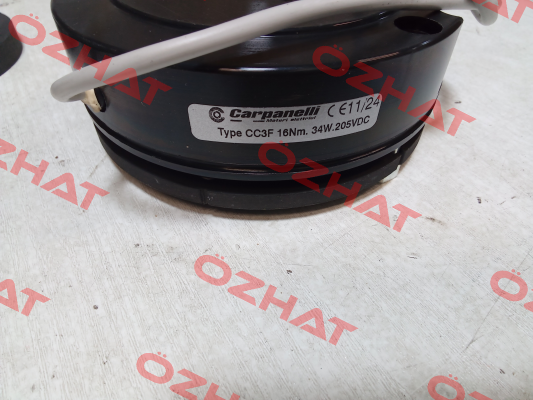 Carpanelli CE 11/24
Motori elettrici
Type CC3F 16Nm. 34W.205VDC
OZHAT
OZHAT
OZHAT
OZHAT
OZHAT
OZHAT
OZHAT
OZHAT